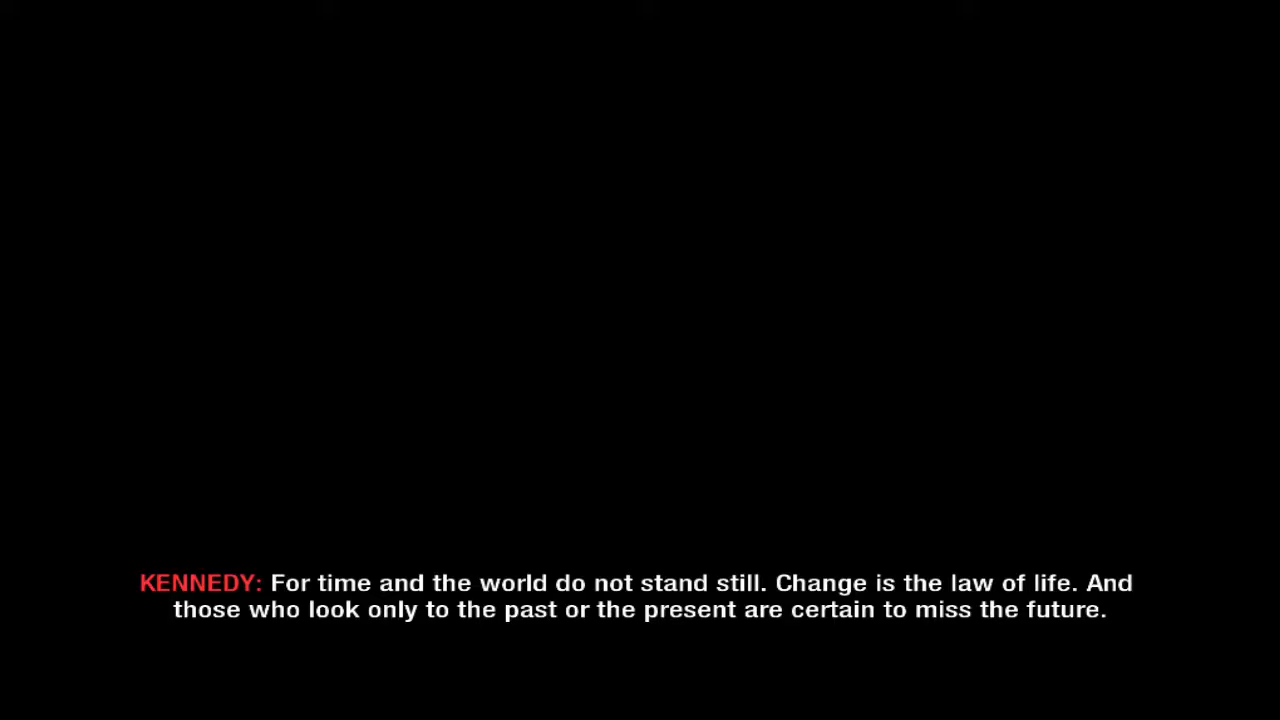 KENNEDY: For time and the world do not stand still. Change is the law of life. And
those who look only to the past or the present are certain to miss the future.